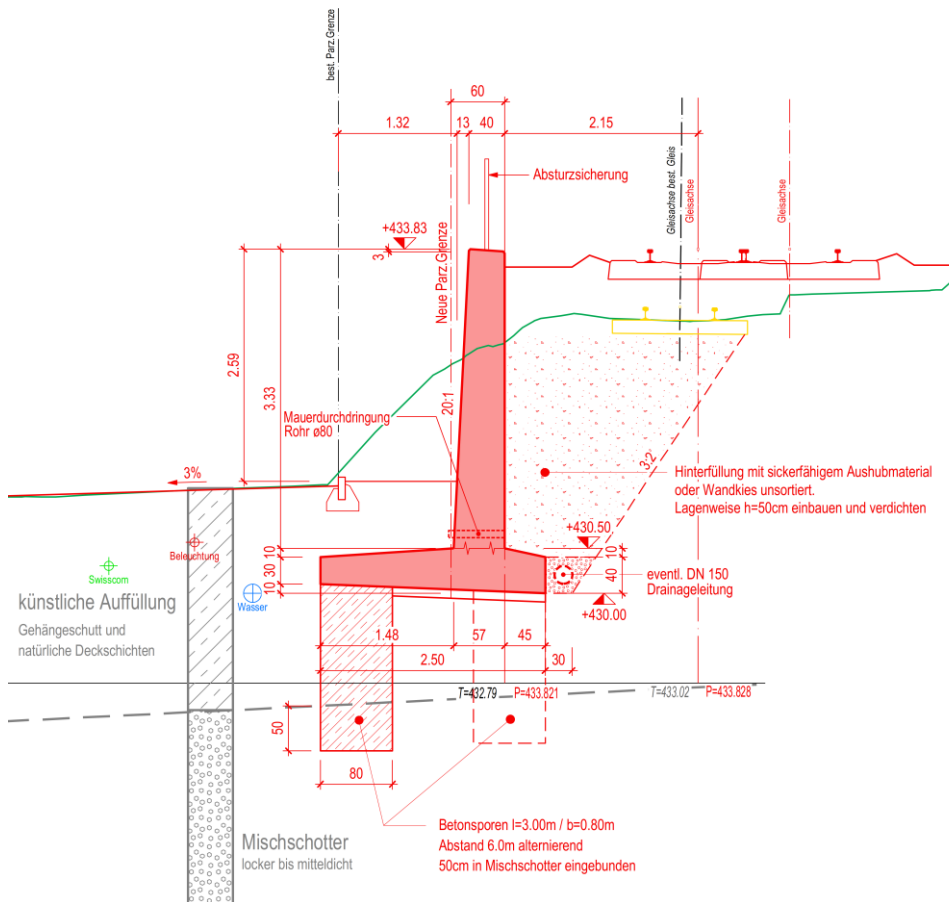 best. Parz.Grenze
60
1.32
13
40
2.15
Absturzsicherung
Gleisachse best. Gleis
Gleisachse
Gleisachse
+433.83
3
Neue Parz.Grenze
2.59
3.33
20:1
Mauerdurchdringung
Rohr ø80
3:2
3%
Hinterfüllung mit sickerfähigem Aushubmaterial
oder Wandkies unsortiert.
Lagenweise h=50cm einbauen und verdichten
+430.50
Beleuchtung
10
30
10
10
40
eventl. DN 150
Drainageleitung
Swisscom
Wasser
+430.00
künstliche Auffüllung
Gehängeschutt und
natürliche Deckschichten
1.48
57
45
2.50
30
T=432.79
P=433.821
T=433.02
P=433.828
50
80
Betonsporen l=3.00m / b=0.80m
Abstand 6.0m alternierend
50cm in Mischschotter eingebunden
Mischschotter
locker bis mitteldicht